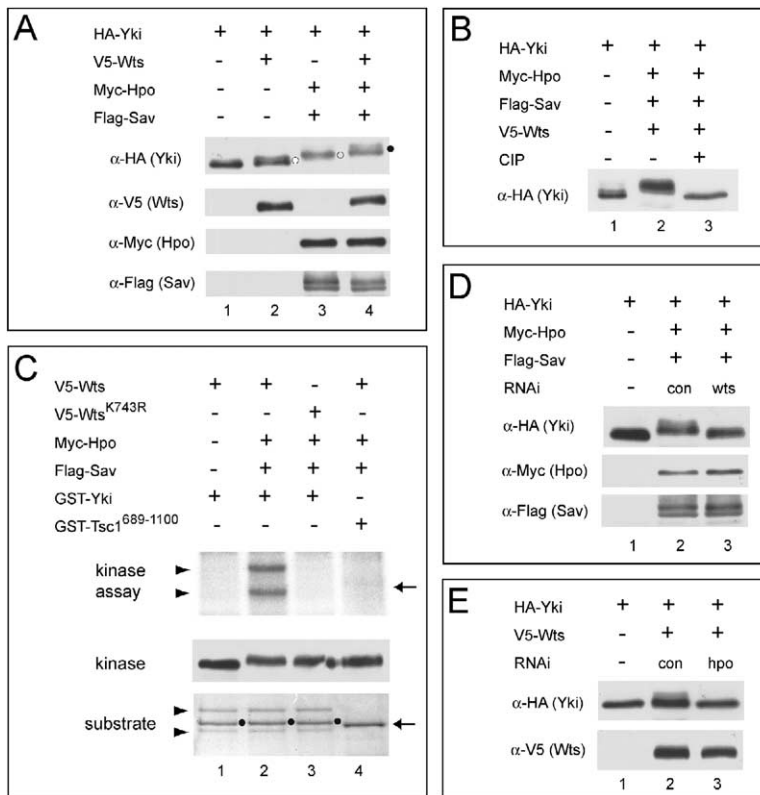 A
HA-Yki + + + +
V5-Wts - + - +
Myc-Hpo - - + +
Flag-Sav - - + +
α-HA (Yki)
α-V5 (Wts)
α-Myc (Hpo)
α-Flag (Sav)
1 2 3 4
B
HA-Yki + + +
Myc-Hpo - + +
Flag-Sav - + +
V5-Wts - + +
CIP - - +
α-HA (Yki)
1 2 3
C
V5-Wts + + - +
V5-Wts^K743R - - + -
Myc-Hpo - + + +
Flag-Sav - + + +
GST-Yki + + + -
GST-Tsc1^689-1100 - - - +
kinase
assay
kinase
substrate
1 2 3 4
D
HA-Yki + + +
Myc-Hpo - + +
Flag-Sav - + +
RNAi - con wts
α-HA (Yki)
α-Myc (Hpo)
α-Flag (Sav)
1 2 3
E
HA-Yki + + +
V5-Wts - + +
RNAi - con hpo
α-HA (Yki)
α-V5 (Wts)
1 2 3